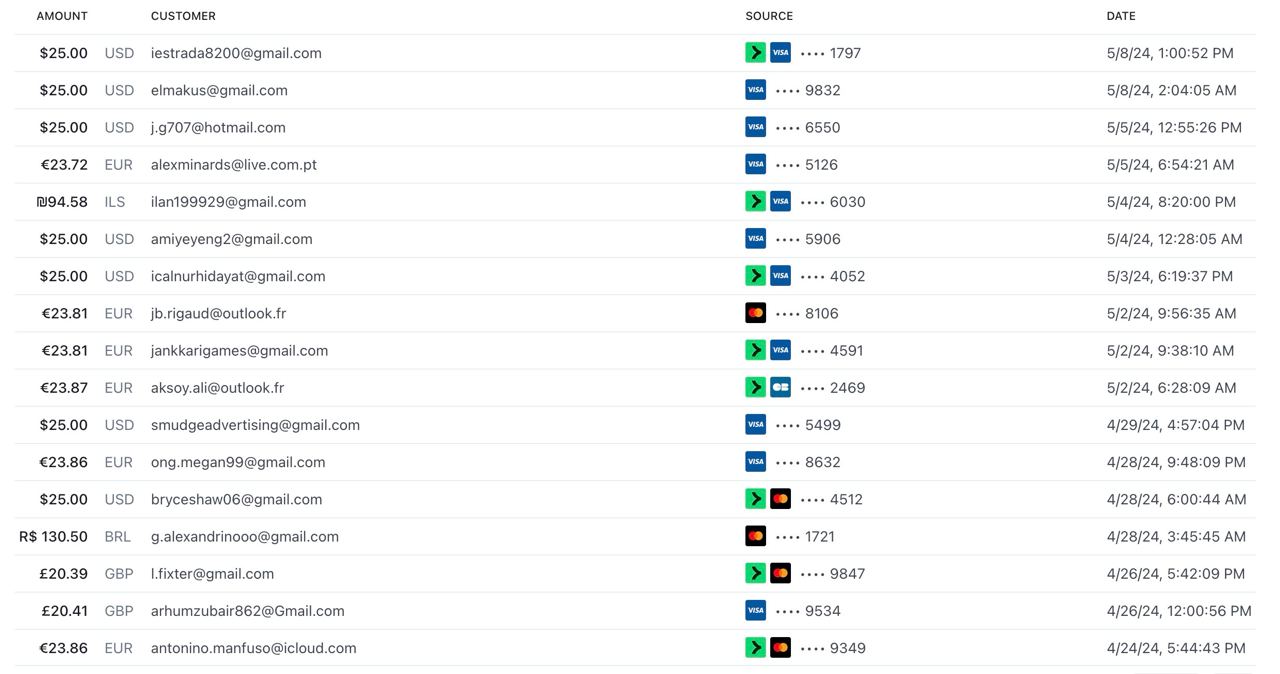 AMOUNT CUSTOMER SOURCE DATE
$25.00 USD iestrada8200@gmail.com VISA •••• 1797 5/8/24, 1:00:52 PM
$25.00 USD elmakus@gmail.com VISA •••• 9832 5/8/24, 2:04:05 AM
$25.00 USD j.g707@hotmail.com VISA •••• 6550 5/5/24, 12:55:26 PM
€23.72 EUR alexminards@live.com.pt VISA •••• 5126 5/5/24, 6:54:21 AM
₪94.58 ILS ilan199929@gmail.com VISA •••• 6030 5/4/24, 8:20:00 PM
$25.00 USD amiyeyeng2@gmail.com VISA •••• 5906 5/4/24, 12:28:05 AM
$25.00 USD icalnurhidayat@gmail.com VISA •••• 4052 5/3/24, 6:19:37 PM
€23.81 EUR jb.rigaud@outlook.fr •••• 8106 5/2/24, 9:56:35 AM
€23.81 EUR jankkarigames@gmail.com VISA •••• 4591 5/2/24, 9:38:10 AM
€23.87 EUR aksoy.ali@outlook.fr CB •••• 2469 5/2/24, 6:28:09 AM
$25.00 USD smudgeadvertising@gmail.com VISA •••• 5499 4/29/24, 4:57:04 PM
€23.86 EUR ong.megan99@gmail.com VISA •••• 8632 4/28/24, 9:48:09 PM
$25.00 USD bryceshaw06@gmail.com •••• 4512 4/28/24, 6:00:44 AM
R$ 130.50 BRL g.alexandrinooo@gmail.com •••• 1721 4/28/24, 3:45:45 AM
£20.39 GBP l.fixter@gmail.com •••• 9847 4/26/24, 5:42:09 PM
£20.41 GBP arhumzubair862@Gmail.com VISA •••• 9534 4/26/24, 12:00:56 PM
€23.86 EUR antonino.manfuso@icloud.com •••• 9349 4/24/24, 5:44:43 PM